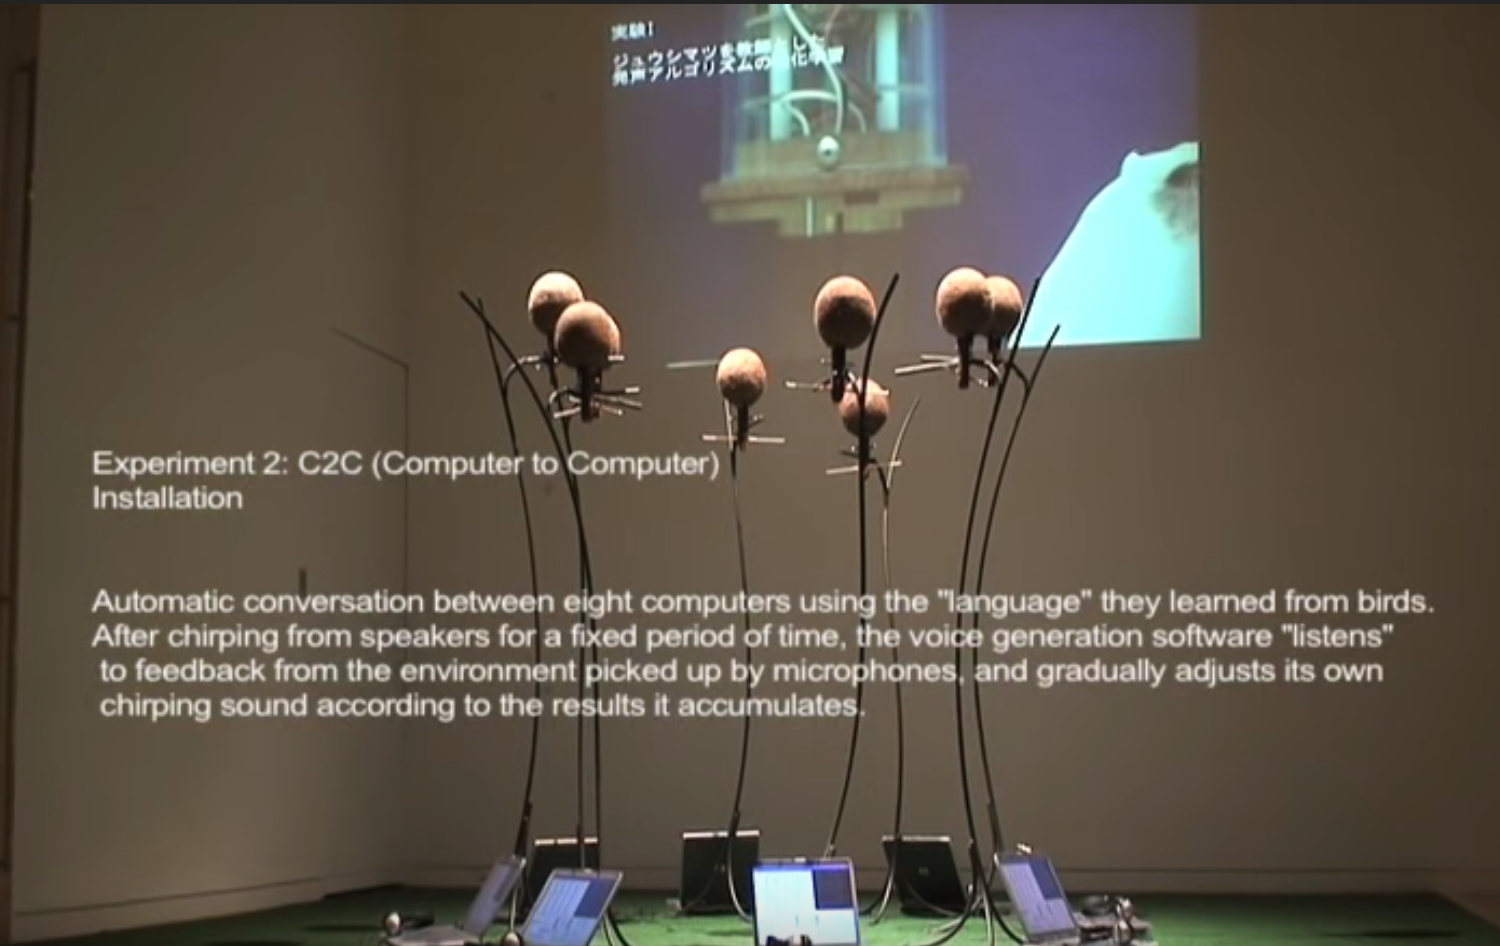 実験1
ジュウシマツを教師とした
発声アルゴリズムの進化学習
Experiment 2: C2C (Computer to Computer)
Installation
Automatic conversation between eight computers using the "language" they learned from birds.
After chirping from speakers for a fixed period of time, the voice generation software "listens"
to feedback from the environment picked up by microphones, and gradually adjusts its own
chirping sound according to the results it accumulates.